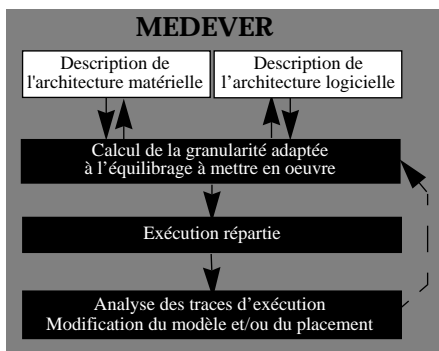 MEDEVER
Description de
l'architecture matérielle
Description de
l'architecture logicielle
Calcul de la granularité adaptée
à l'équilibrage à mettre en oeuvre
Exécution répartie
Analyse des traces d'exécution
Modification du modèle et/ou du placement